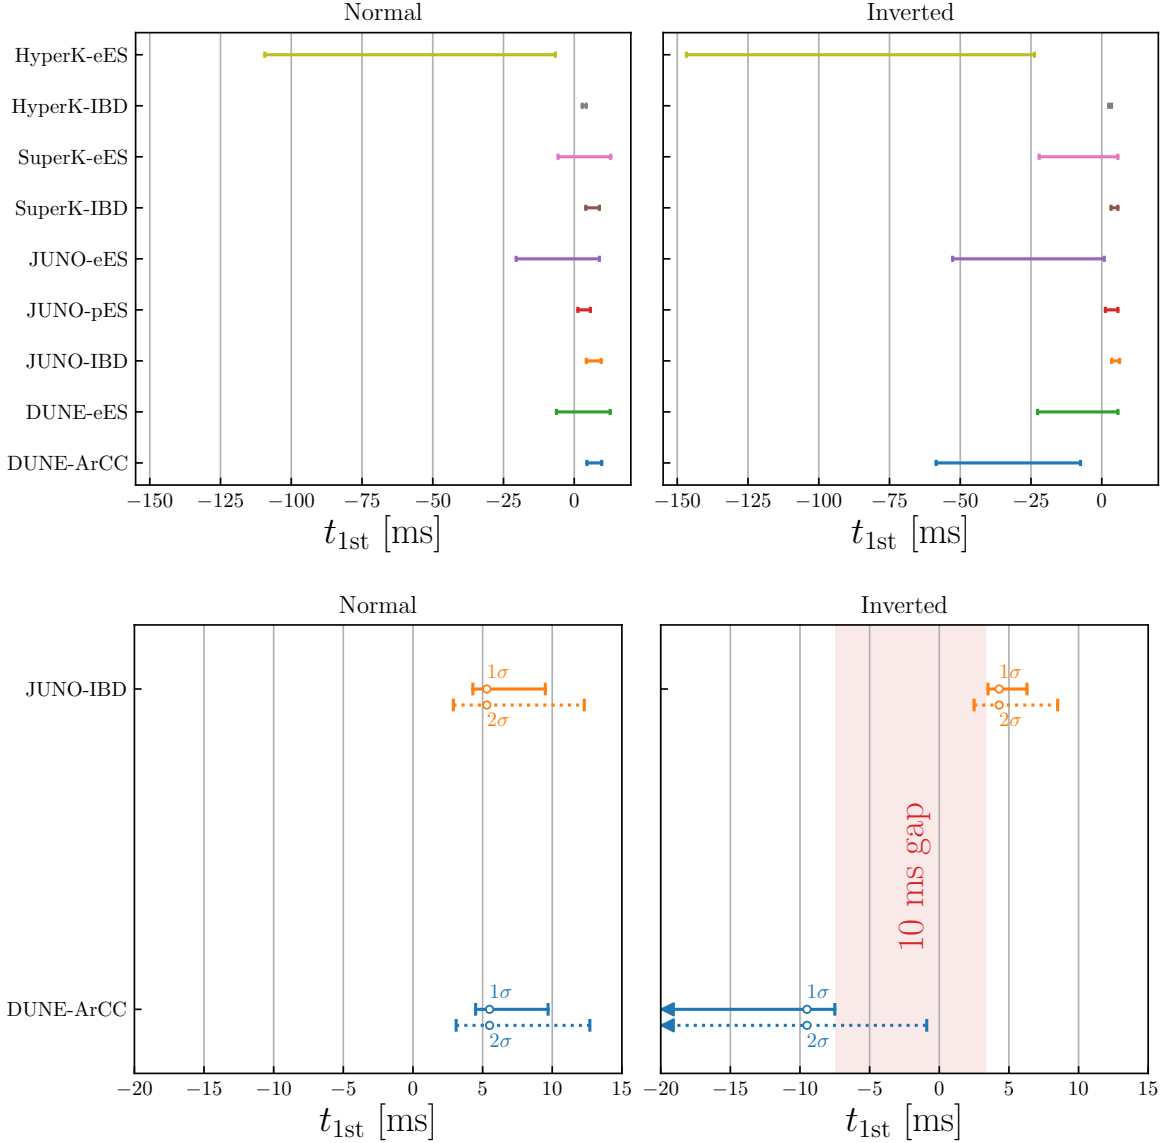 Normal
Inverted
HyperK-eES
HyperK-IBD
SuperK-eES
SuperK-IBD
JUNO-eES
JUNO-pES
JUNO-IBD
DUNE-eES
DUNE-ArCC
−150 −125 −100 −75 −50 −25 0
−150 −125 −100 −75 −50 −25 0
t1st [ms]
t1st [ms]
Normal
Inverted
JUNO-IBD
DUNE-ArCC
1σ
2σ
1σ
2σ
1σ
2σ
10 ms gap
1σ
2σ
−20 −15 −10 −5 0 5 10 15
−20 −15 −10 −5 0 5 10 15
t1st [ms]
t1st [ms]